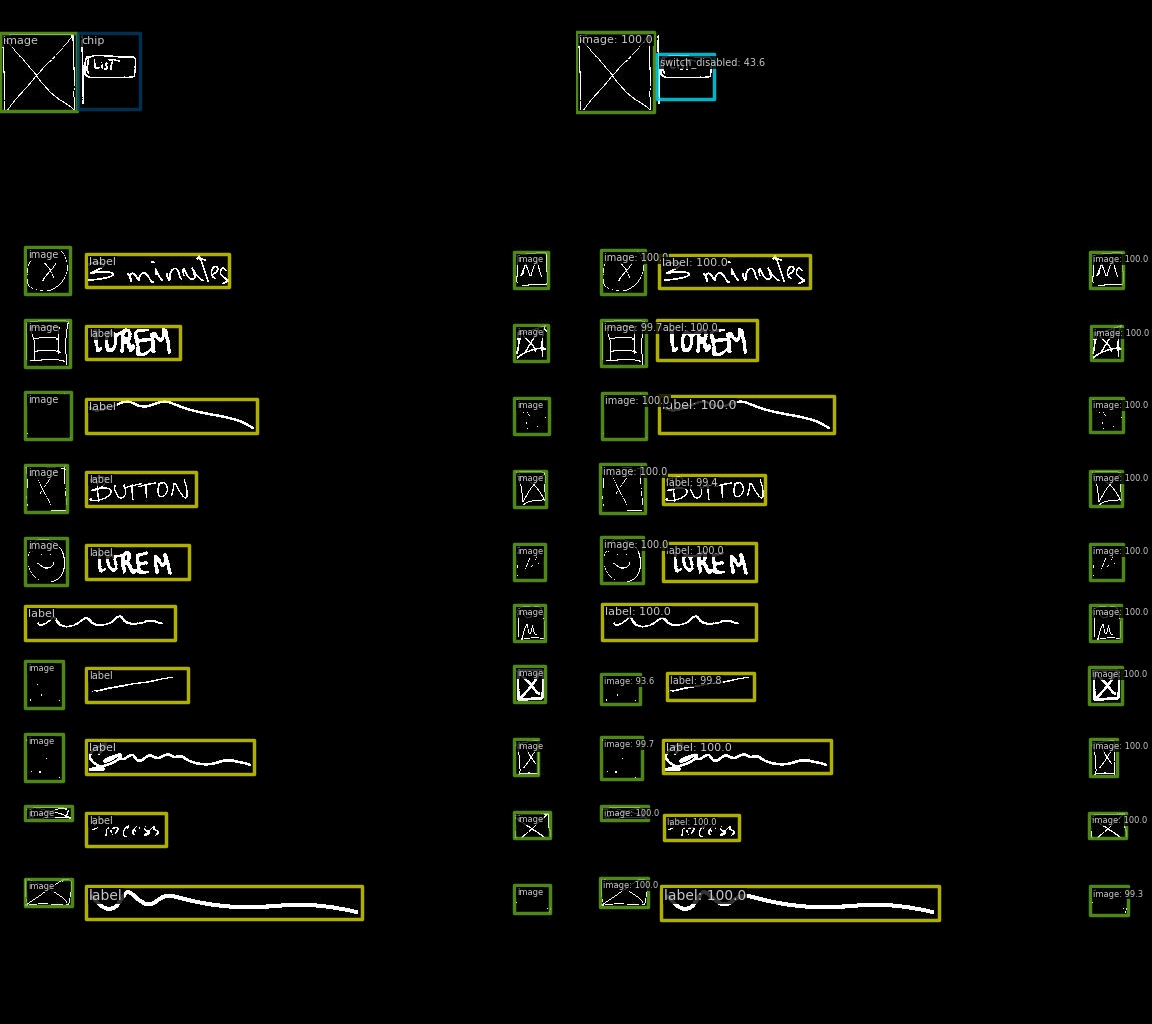 image chip image: 100.0
LIST switch_disabled: 43.6
image label image image: 100.0 label: 100.0 image: 100.0
5 minutes M 5 minutes M
image label image image: 99.7 label: 100.0 image: 100.0
LOREM LOREM
image label image image: 100.0 label: 100.0 image: 100.0
image label image image: 100.0 label: 99.4 image: 100.0
BUTTON BUTTON
image label image image: 100.0 label: 100.0 image: 100.0
LOREM LOREM
label image label: 100.0 image: 100.0
image label image image: 93.6 label: 99.8 image: 100.0
image label image image: 99.7 label: 100.0 image: 100.0
image label image image: 100.0 label: 100.0 image: 100.0
image label image image: 100.0 label: 100.0 image: 99.3